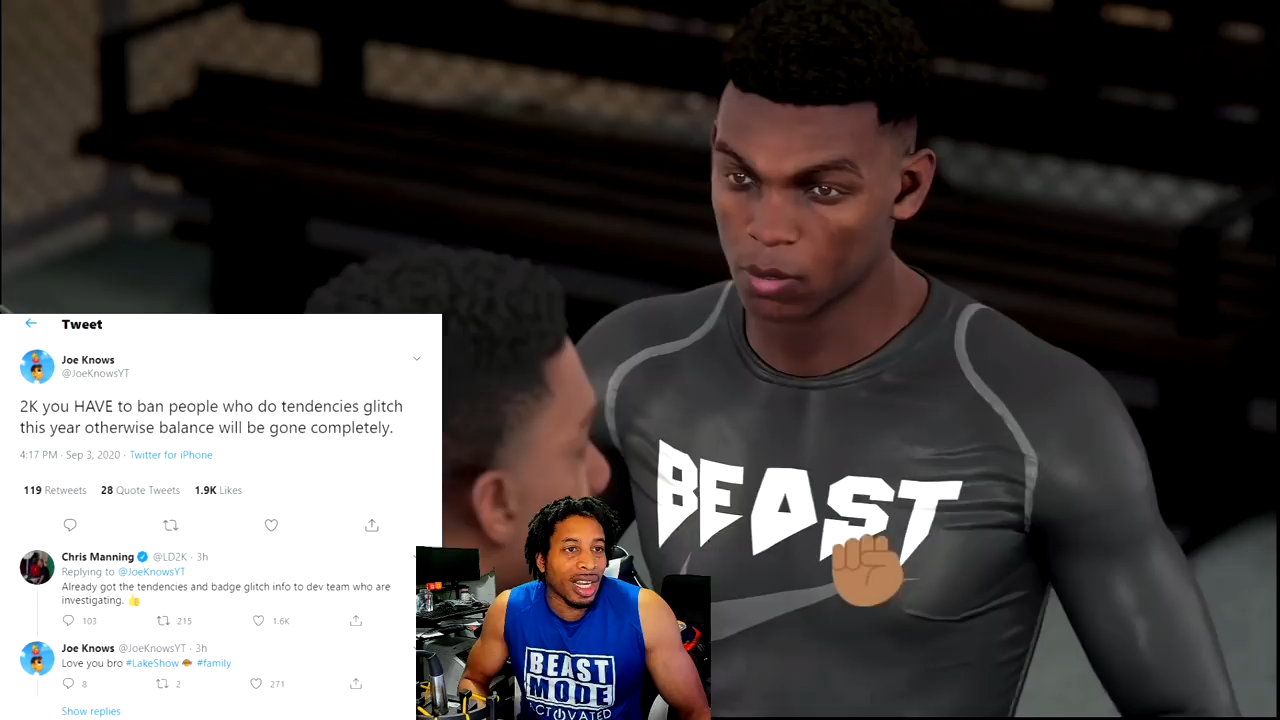 Tweet
Joe Knows
@JoeKnowsYT
2K you HAVE to ban people who do tendencies glitch
this year otherwise balance will be gone completely.
4:17 PM · Sep 3, 2020 · Twitter for iPhone
119 Retweets 28 Quote Tweets 1.9K Likes
Chris Manning @LD2K · 3h
Replying to @JoeKnowsYT
Already got the tendencies and badge glitch info to dev team who are
investigating. 👍
103 215 1.6K
Joe Knows @JoeKnowsYT · 3h
Love you bro #LakeShow #family
8 2 271
Show replies
BEAST
BEAST
MODE
ACTIVATED